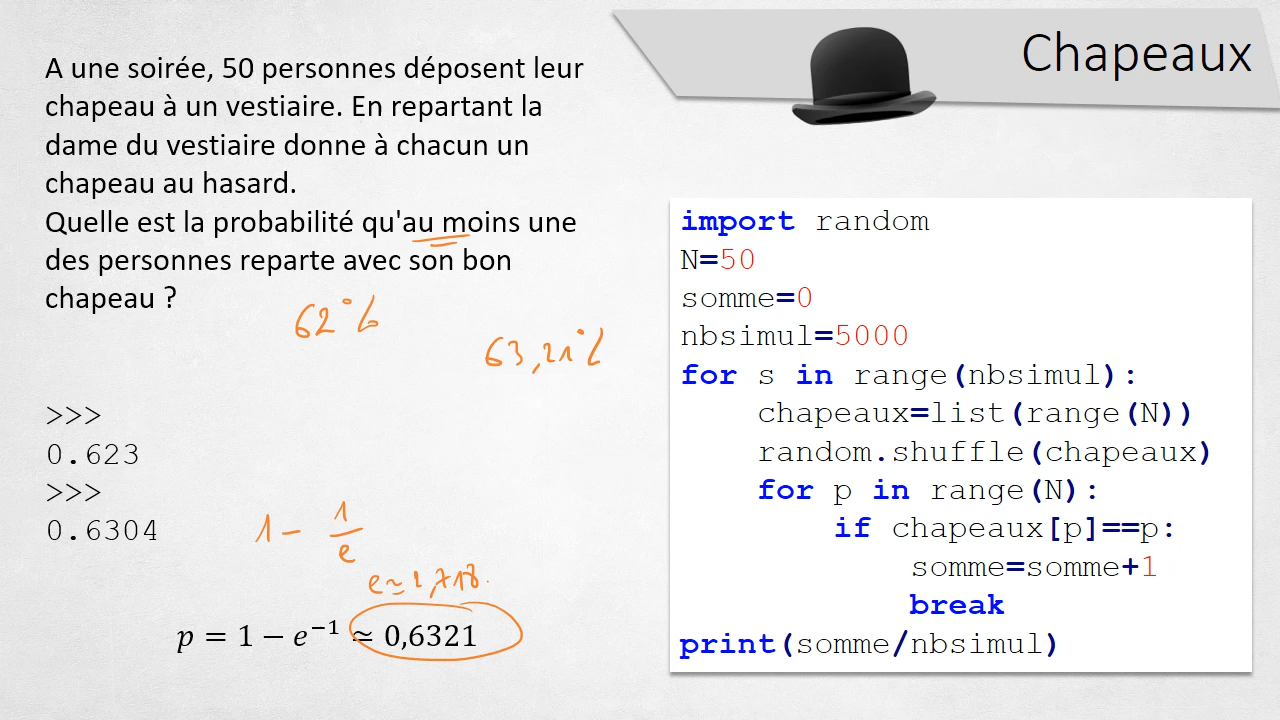 Chapeaux
A une soirée, 50 personnes déposent leur
chapeau à un vestiaire. En repartant la
dame du vestiaire donne à chacun un
chapeau au hasard.
Quelle est la probabilité qu'au moins une
des personnes reparte avec son bon
chapeau ?
62%
63,21%
>>>
0.623
>>>
0.6304
1 - 1/e
e ≃ 2,718.
p = 1 − e⁻¹ ≃ 0,6321
import random
N=50
somme=0
nbsimul=5000
for s in range(nbsimul):
    chapeaux=list(range(N))
    random.shuffle(chapeaux)
    for p in range(N):
        if chapeaux[p]==p:
            somme=somme+1
            break
print(somme/nbsimul)